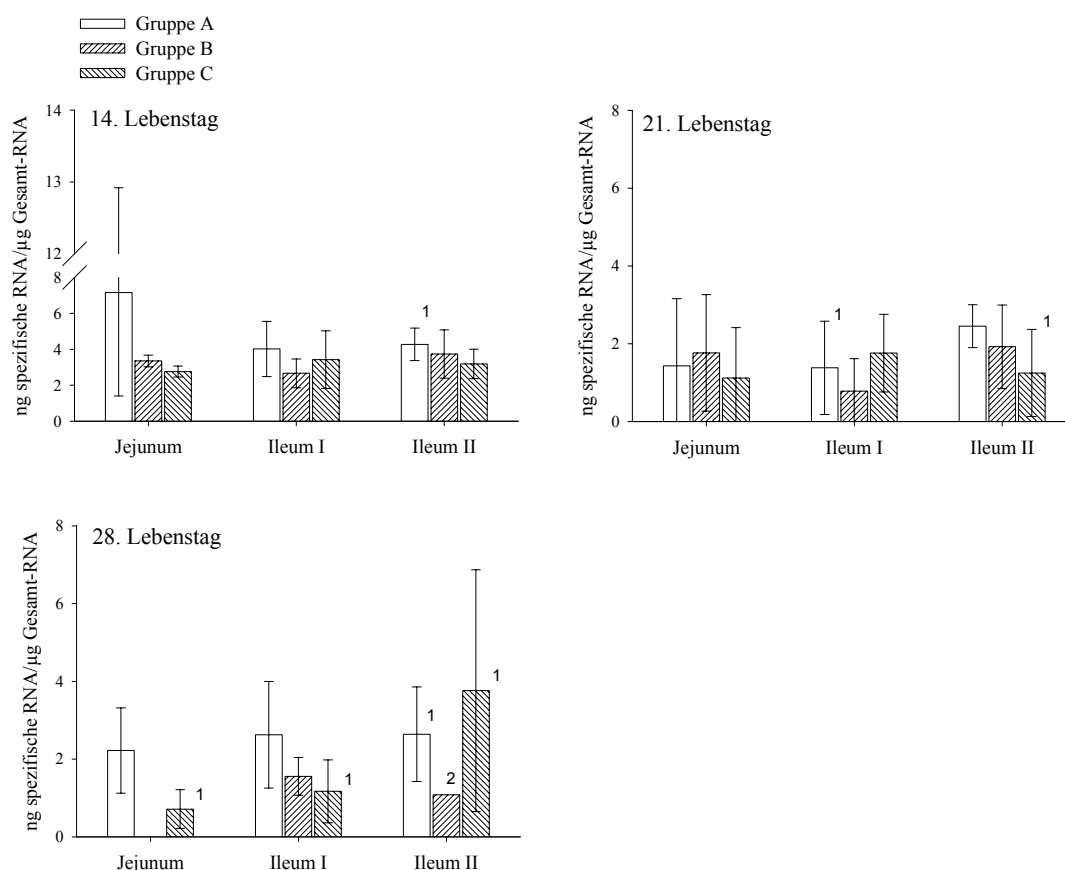 Gruppe A
Gruppe B
Gruppe C
14. Lebenstag
ng spezifische RNA/µg Gesamt-RNA
14
13
12
8
6
4
2
0
1
Jejunum Ileum I Ileum II
21. Lebenstag
ng spezifische RNA/µg Gesamt-RNA
8
6
4
2
0
1
1
Jejunum Ileum I Ileum II
28. Lebenstag
ng spezifische RNA/µg Gesamt-RNA
8
6
4
2
0
1
1
1
2
1
Jejunum Ileum I Ileum II